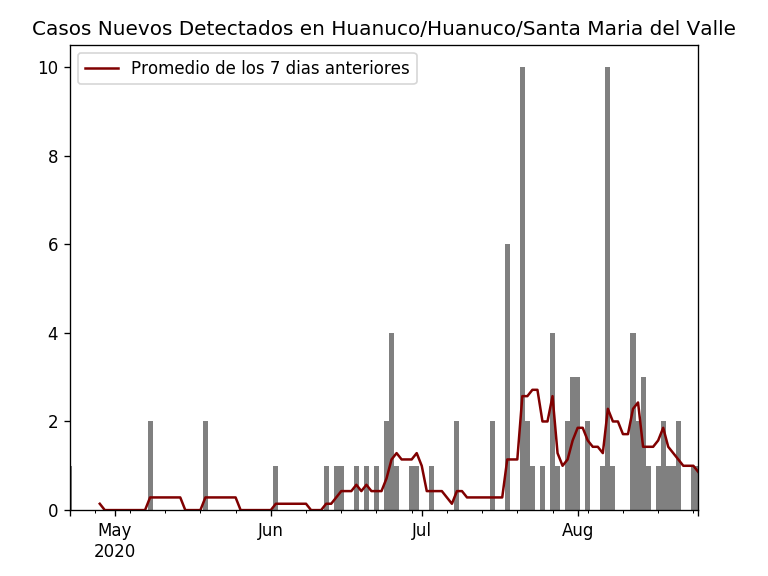 Casos Nuevos Detectados en Huanuco/Huanuco/Santa Maria del Valle
Promedio de los 7 dias anteriores
10
8
6
4
2
0
May Jun Jul Aug
2020